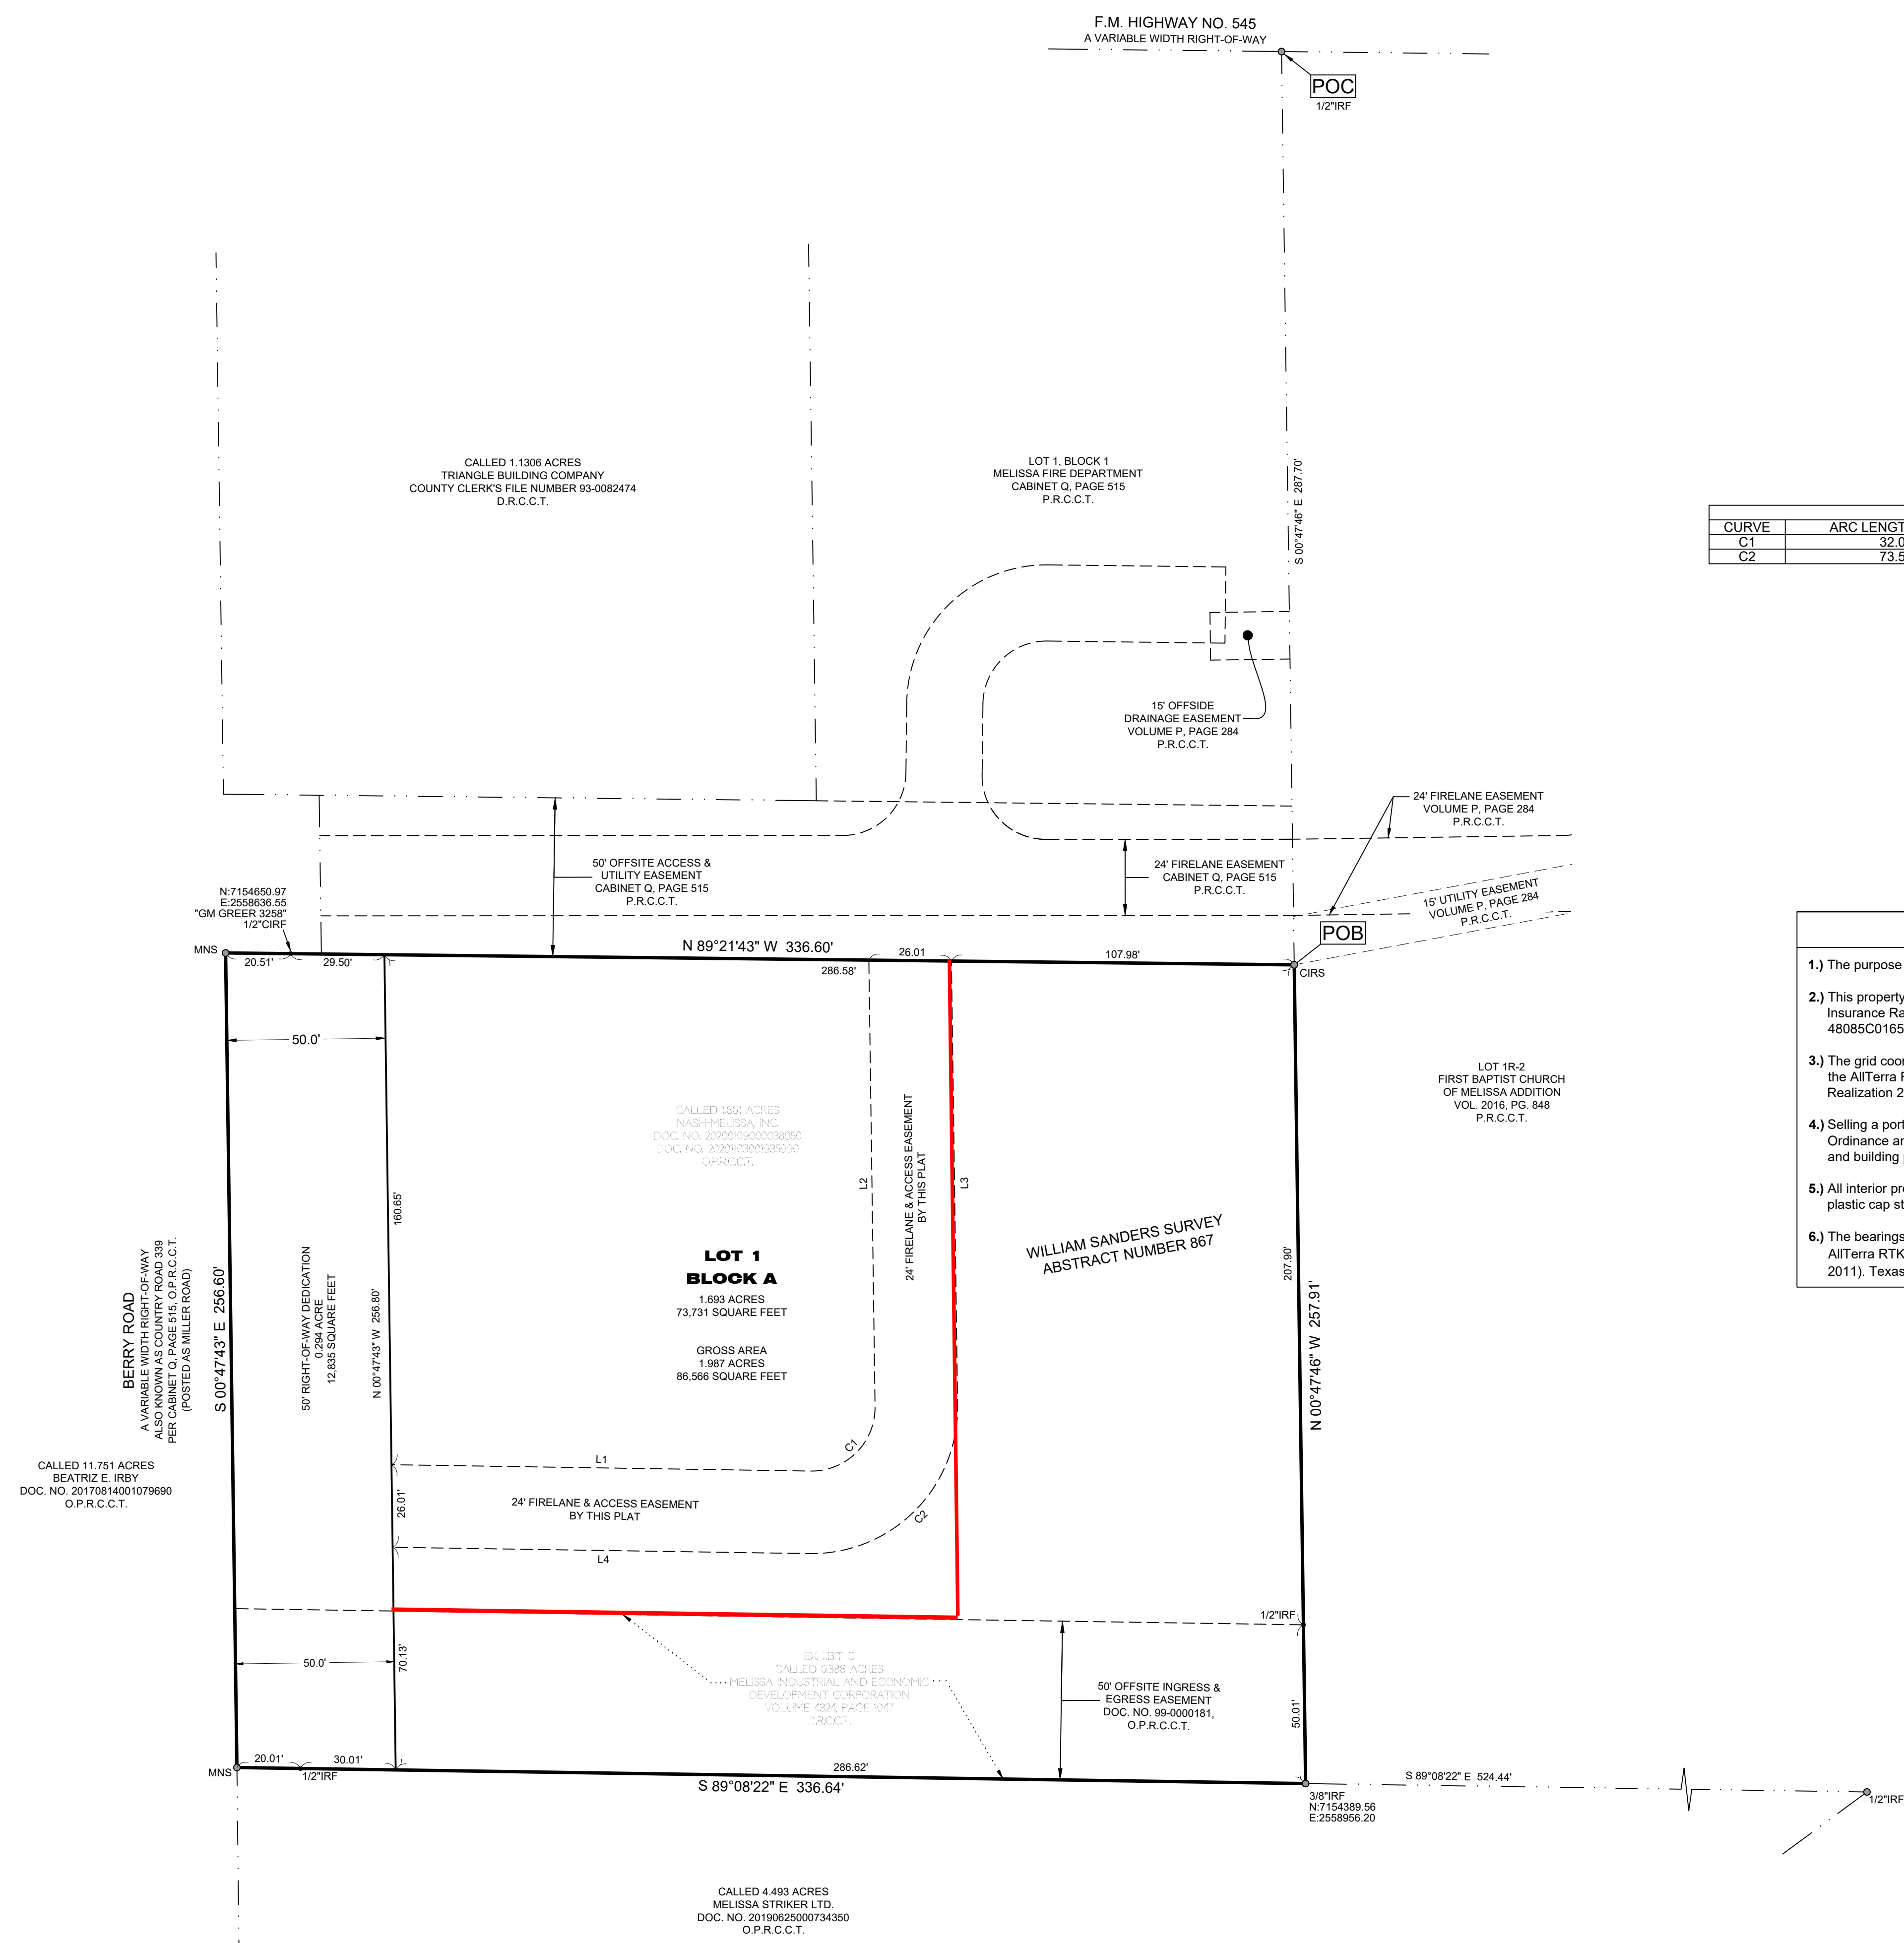 F.M. HIGHWAY NO. 545
A VARIABLE WIDTH RIGHT-OF-WAY
POC
1/2"IRF
CALLED 1.1306 ACRES
TRIANGLE BUILDING COMPANY
COUNTY CLERK'S FILE NUMBER 93-0082474
D.R.C.C.T.
LOT 1, BLOCK 1
MELISSA FIRE DEPARTMENT
CABINET Q, PAGE 515
P.R.C.C.T.
S 00°47'46" E  287.70'
CURVE ARC LENGT
C1 32.0
C2 73.5
15' OFFSIDE
DRAINAGE EASEMENT
VOLUME P, PAGE 284
P.R.C.C.T.
24' FIRELANE EASEMENT
VOLUME P, PAGE 284
P.R.C.C.T.
50' OFFSITE ACCESS &
UTILITY EASEMENT
CABINET Q, PAGE 515
P.R.C.C.T.
24' FIRELANE EASEMENT
CABINET Q, PAGE 515
P.R.C.C.T.
15' UTILITY EASEMENT
VOLUME P, PAGE 284
P.R.C.C.T.
N:7154650.97
E:2558636.55
"GM GREER 3258"
1/2"CIRF
MNS
20.51'
29.50'
N 89°21'43" W  336.60'
286.58'
26.01
107.98'
POB
CIRS
50.0'
1.) The purpose
2.) This property
Insurance Ra
48085C0165
3.) The grid coor
the AllTerra R
Realization 2
4.) Selling a port
Ordinance an
and building p
5.) All interior pro
plastic cap st
6.) The bearings
AllTerra RTK
2011). Texas
LOT 1R-2
FIRST BAPTIST CHURCH
OF MELISSA ADDITION
VOL. 2016, PG. 848
P.R.C.C.T.
CALLED 1.601 ACRES
NASH-MELISSA, INC.
DOC. NO. 20200109000038050
DOC. NO. 20201103001935990
O.P.R.C.C.T.
L2
24' FIRELANE & ACCESS EASEMENT
BY THIS PLAT
L3
WILLIAM SANDERS SURVEY
ABSTRACT NUMBER 867
160.65'
207.90'
BERRY ROAD
A VARIABLE WIDTH RIGHT-OF-WAY
ALSO KNOWN AS COUNTRY ROAD 339
PER CABINET Q, PAGE 515, O.P.R.C.C.T.
(POSTED AS MILLER ROAD)
S 00°47'43" E  256.60'
50' RIGHT-OF-WAY DEDICATION
0.294 ACRE
12,835 SQUARE FEET
N 00°47'43" W  256.80'
LOT 1
BLOCK A
1.693 ACRES
73,731 SQUARE FEET
GROSS AREA
1.987 ACRES
86,566 SQUARE FEET
N 00°47'46" W  257.91'
CALLED 11.751 ACRES
BEATRIZ E. IRBY
DOC. NO. 20170814001079690
O.P.R.C.C.T.
C1
L1
26.01'
24' FIRELANE & ACCESS EASEMENT
BY THIS PLAT
C2
L4
1/2"IRF
50.0'
70.13'
EXHIBIT C
CALLED 0.386 ACRES
MELISSA INDUSTRIAL AND ECONOMIC
DEVELOPMENT CORPORATION
VOLUME 4324, PAGE 1047
D.R.C.C.T.
50' OFFSITE INGRESS &
EGRESS EASEMENT
DOC. NO. 99-0000181,
O.P.R.C.C.T.
50.01'
MNS
20.01'
30.01'
1/2"IRF
286.62'
S 89°08'22" E  336.64'
S 89°08'22" E  524.44'
3/8"IRF
N:7154389.56
E:2558956.20
1/2"IRF
CALLED 4.493 ACRES
MELISSA STRIKER LTD.
DOC. NO. 20190625000734350
O.P.R.C.C.T.